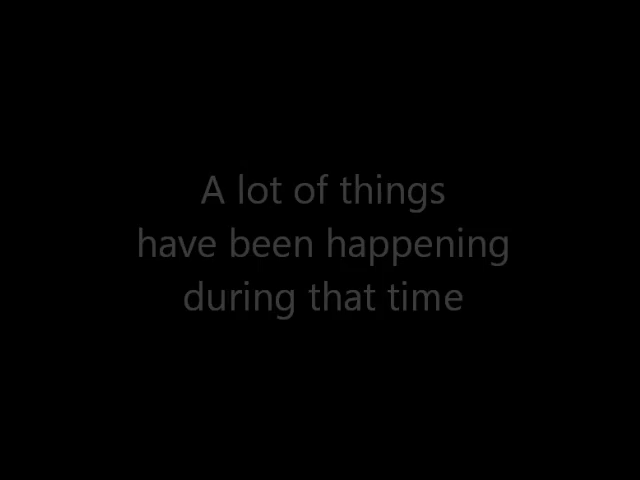 A lot of things
have been happening
during that time